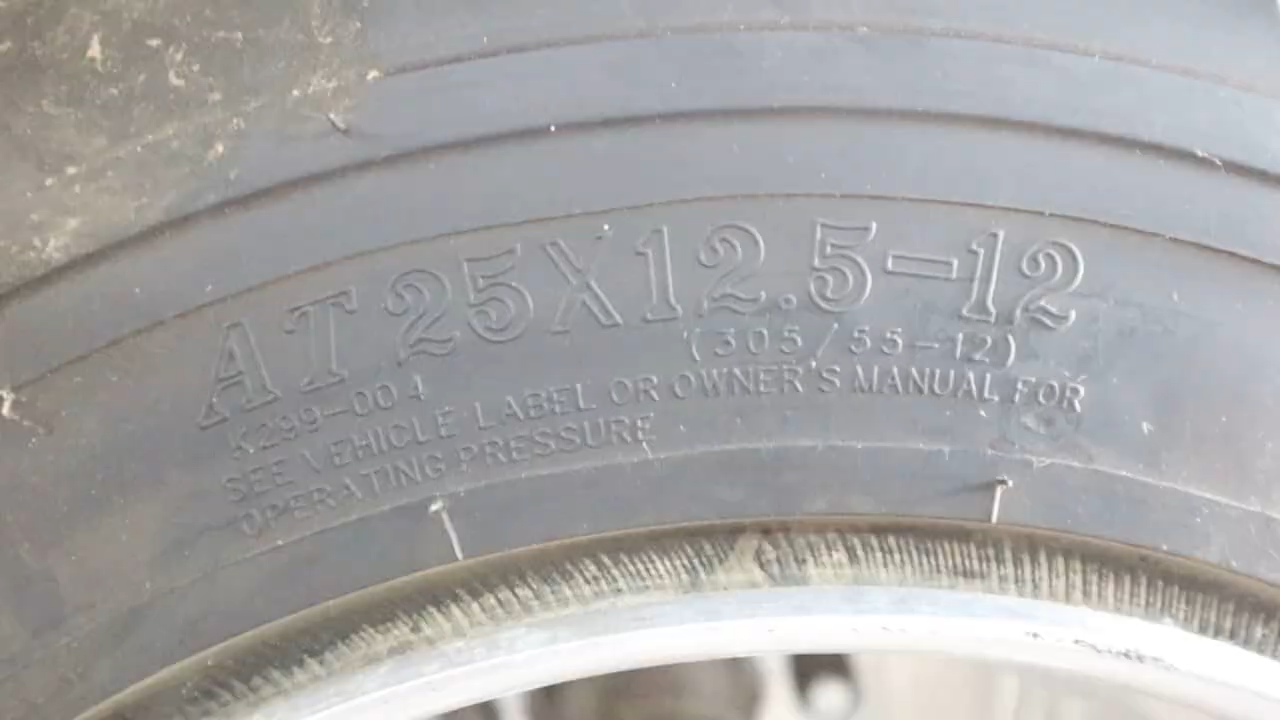 AT 25X12.5-12
(305/55-12)
K299-004
SEE VEHICLE LABEL OR OWNER'S MANUAL FOR
OPERATING PRESSURE